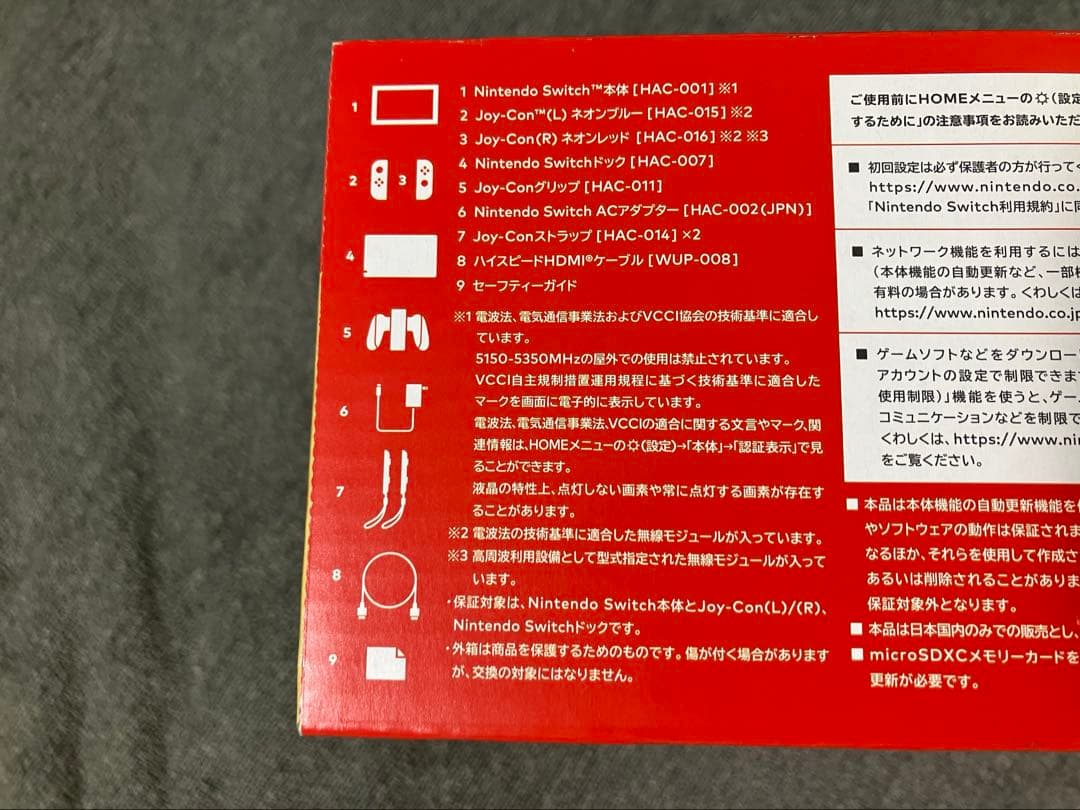 1 Nintendo Switch™本体 [HAC-001] ※1
2 Joy-Con™(L) ネオンブルー [HAC-015] ※2
3 Joy-Con(R) ネオンレッド [HAC-016] ※2 ※3
4 Nintendo Switchドック [HAC-007]
5 Joy-Conグリップ [HAC-011]
6 Nintendo Switch ACアダプター [HAC-002(JPN)]
7 Joy-Conストラップ [HAC-014] ×2
8 ハイスピードHDMI®ケーブル [WUP-008]
9 セーフティーガイド
※1 電波法、電気通信事業法およびVCCI協会の技術基準に適合し
ています。
5150-5350MHzの屋外での使用は禁止されています。
VCCI自主規制措置運用規程に基づく技術基準に適合した
マークを画面に電子的に表示しています。
電波法、電気通信事業法、VCCIの適合に関する文言やマーク、関
連情報は、HOMEメニューの(設定)→「本体」→「認証表示」で見
ることができます。
液晶の特性上、点灯しない画素や常に点灯する画素が存在す
ることがあります。
※2 電波法の技術基準に適合した無線モジュールが入っています。
※3 高周波利用設備として型式指定された無線モジュールが入って
います。
・保証対象は、Nintendo Switch本体とJoy-Con(L)/(R)、
Nintendo Switchドックです。
・外箱は商品を保護するためのものです。傷が付く場合があります
が、交換の対象にはなりません。
1
2
3
4
5
6
7
8
9
ご使用前にHOMEメニューの(設定
するために」の注意事項をお読みいただ
■ 初回設定は必ず保護者の方が行って
https://www.nintendo.co.
「Nintendo Switch利用規約」に同
■ ネットワーク機能を利用するには
(本体機能の自動更新など、一部
有料の場合があります。くわしくは
https://www.nintendo.co.jp
■ ゲームソフトなどをダウンロー
アカウントの設定で制限できま
使用制限)」機能を使うと、ゲー
コミュニケーションなどを制限で
くわしくは、https://www.nin
をご覧ください。
■ 本品は本体機能の自動更新機能を
やソフトウェアの動作は保証されま
なるほか、それらを使用して作成さ
あるいは削除されることがありま
保証対象外となります。
■ 本品は日本国内のみでの販売とし、
■ microSDXCメモリーカードを
更新が必要です。